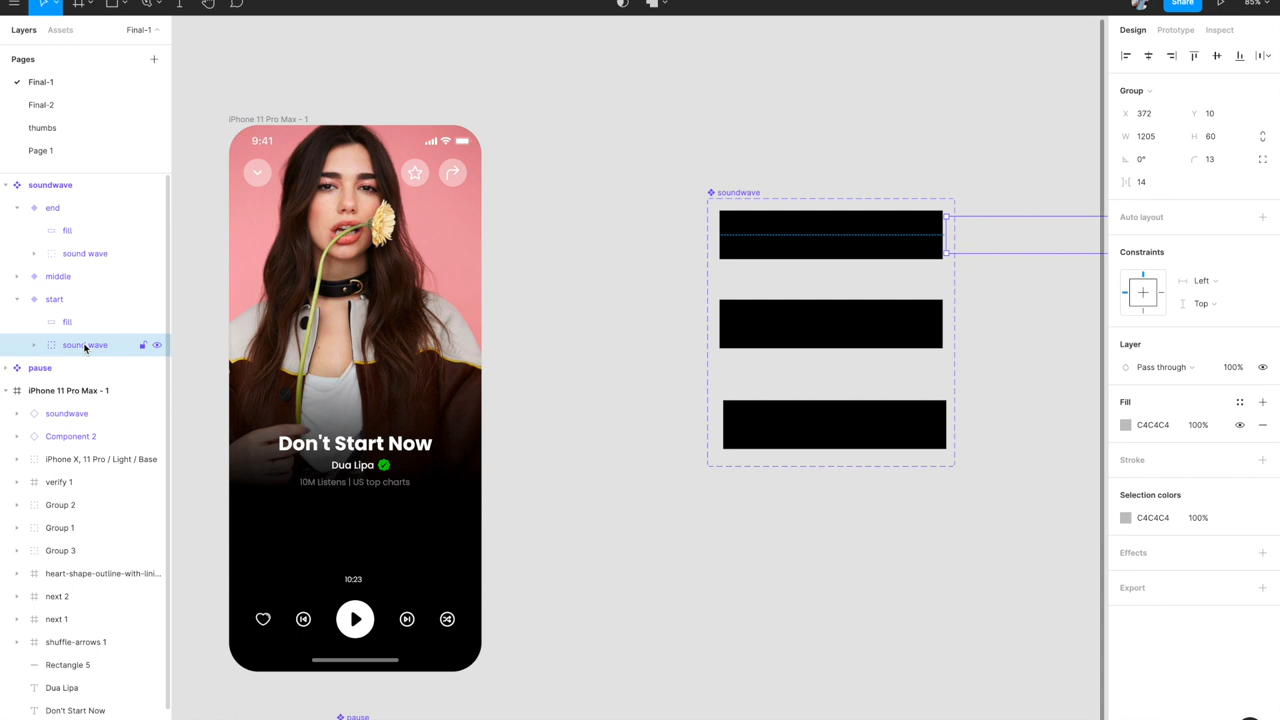 Share
85%
Layers
Assets
Final-1
Pages
Final-1
Final-2
thumbs
Page 1
soundwave
end
fill
sound wave
middle
start
fill
sound wave
pause
iPhone 11 Pro Max - 1
soundwave
Component 2
iPhone X, 11 Pro / Light / Base
verify 1
Group 2
Group 1
Group 3
heart-shape-outline-with-lini...
next 2
next 1
shuffle-arrows 1
Rectangle 5
Dua Lipa
Don't Start Now
iPhone 11 Pro Max - 1
9:41
Don't Start Now
Dua Lipa
10M Listens | US top charts
10:23
pause
soundwave
Design
Prototype
Inspect
Group
X 372 Y 10
W 1205 H 60
0° 13
14
Auto layout
Constraints
Left
Top
Layer
Pass through 100%
Fill
C4C4C4 100%
Stroke
Selection colors
C4C4C4 100%
Effects
Export